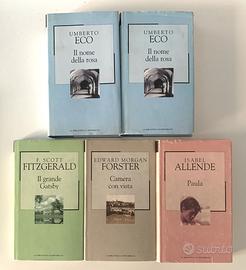 UMBERTO
ECO
Il nome
della rosa
UMBERTO
ECO
Il nome
della rosa
F. SCOTT
FITZGERALD
Il grande
Gatsby
EDWARD MORGAN
FORSTER
Camera
con vista
ISABEL
ALLENDE
Paula
subito